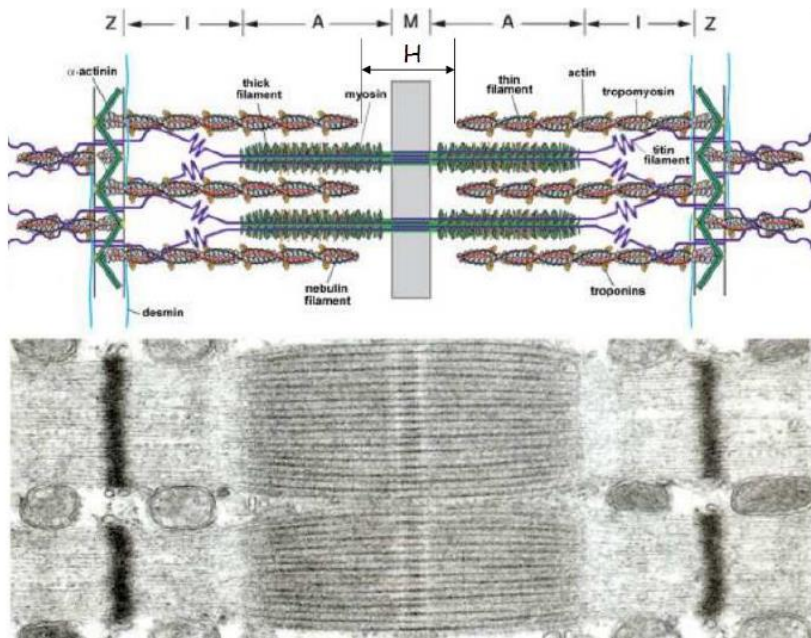 Z I A M A I Z
H
α-actinin
thick
filament
myosin
thin
filament
actin
tropomyosin
titin
filament
nebulin
filament
troponins
desmin